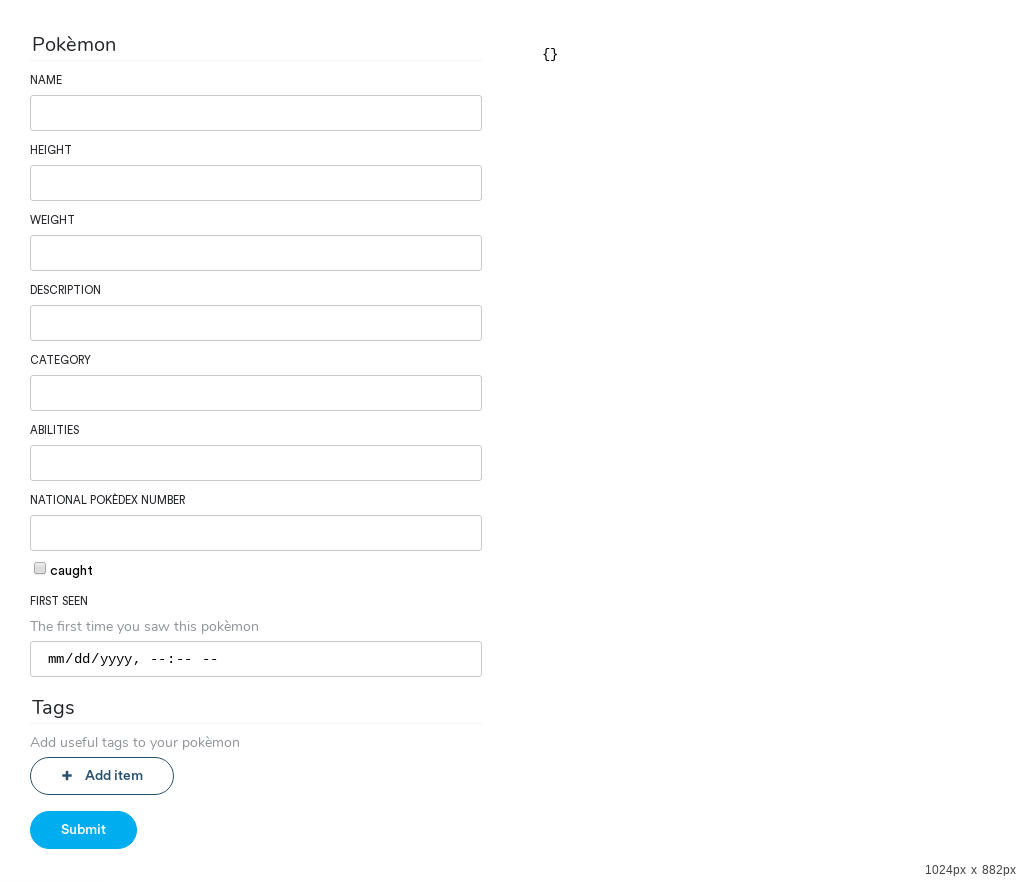 Pokèmon
{}
NAME
HEIGHT
WEIGHT
DESCRIPTION
CATEGORY
ABILITIES
NATIONAL POKÈDEX NUMBER
caught
FIRST SEEN
The first time you saw this pokèmon
mm/dd/yyyy, --:-- --
Tags
Add useful tags to your pokèmon
+ Add item
Submit
1024px x 882px